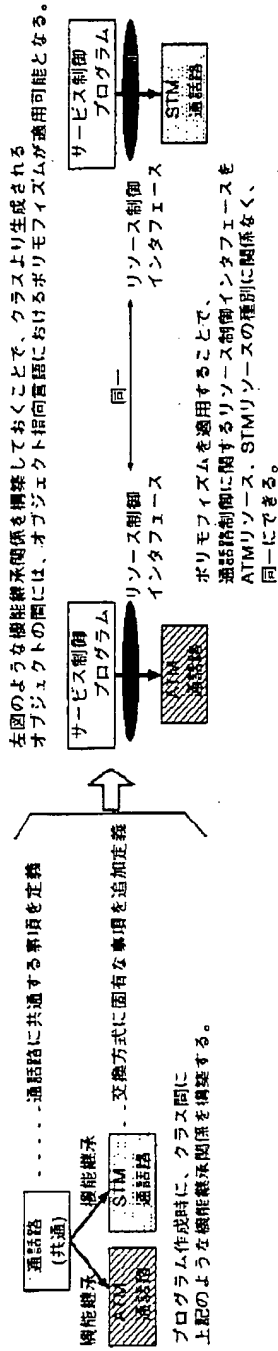 通話路
(共通)
-----通話路に共通する事項を定義
機能継承
機能継承
ATM
通話路
STM
通話路
-----交換方式に固有な事項を追加定義
プログラム作成時に、クラス間に
上記のような機能継承関係を構築する。
左図のような機能継承関係を構築しておくことで、クラスより生成される
オブジェクトの間には、オブジェクト指向言語におけるポリモフィズムが適用可能となる。
サービス制御
プログラム
リソース制御
インタフェース
ATM
通話路
同一
サービス制御
プログラム
リソース制御
インタフェース
STM
通話路
ポリモフィズムを適用することで、
通話路制御に関するリソース制御インタフェースを
ATMリソース、STMリソースの種別に関係なく、
同一にできる。